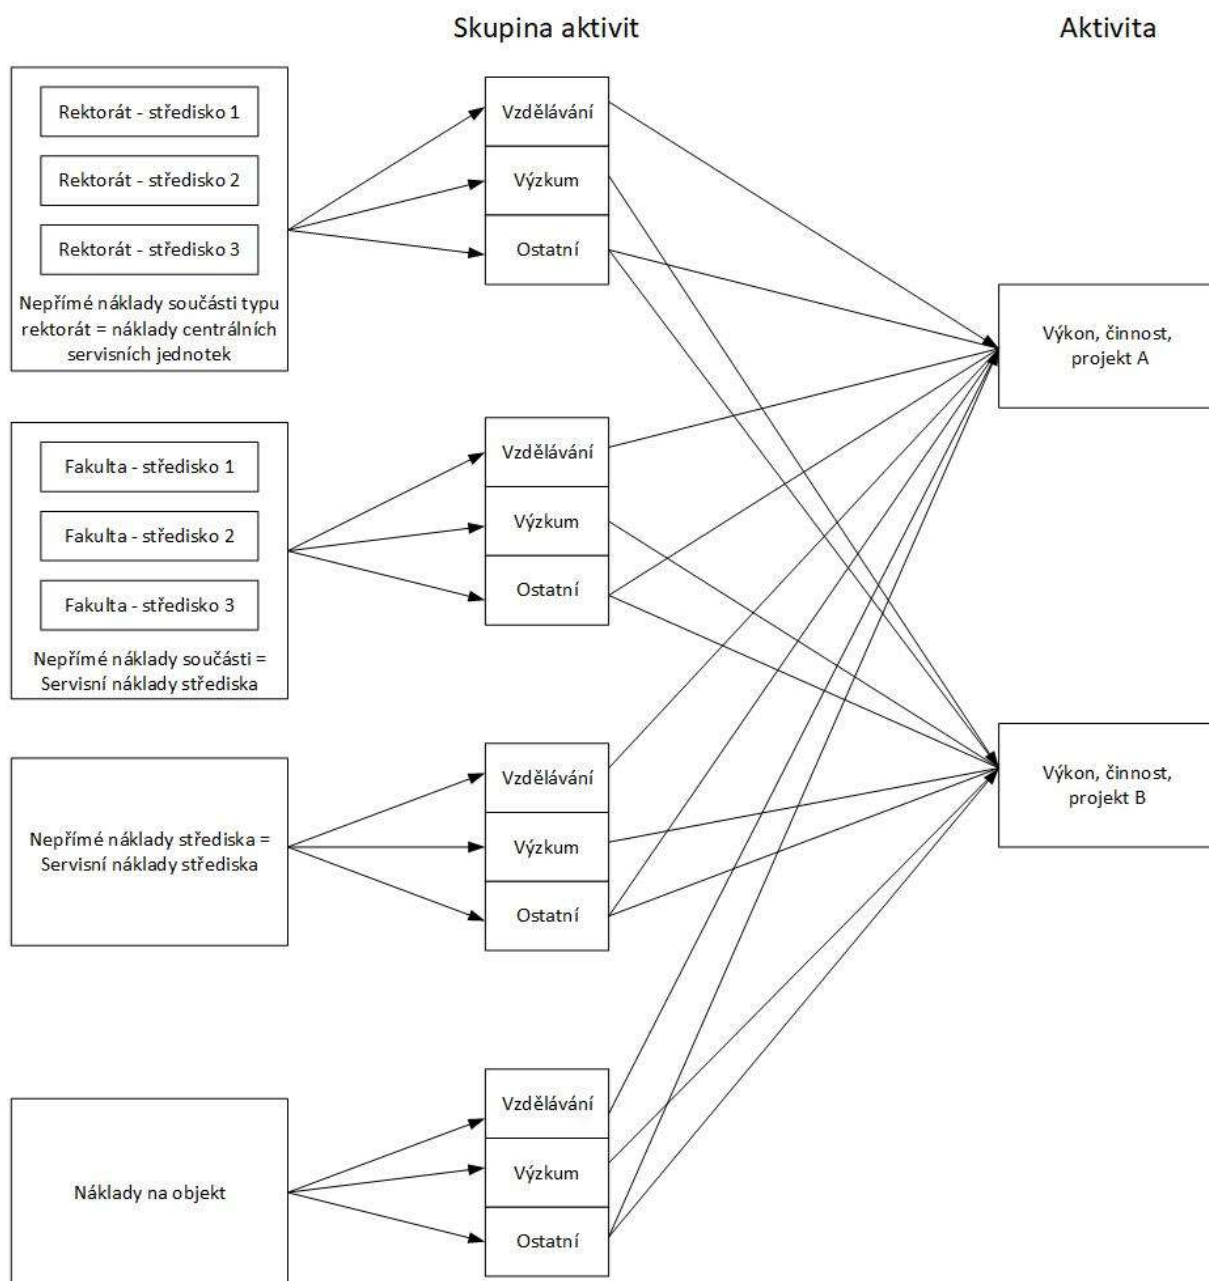 Skupina aktivit
Aktivita
Rektorát - středisko 1
Rektorát - středisko 2
Rektorát - středisko 3
Nepřímé náklady součásti typu
rektorát = náklady centrálních
servisních jednotek
Vzdělávání
Výzkum
Ostatní
Výkon, činnost,
projekt A
Fakulta - středisko 1
Fakulta - středisko 2
Fakulta - středisko 3
Nepřímé náklady součásti =
Servisní náklady střediska
Vzdělávání
Výzkum
Ostatní
Výkon, činnost,
projekt B
Nepřímé náklady střediska =
Servisní náklady střediska
Vzdělávání
Výzkum
Ostatní
Náklady na objekt
Vzdělávání
Výzkum
Ostatní